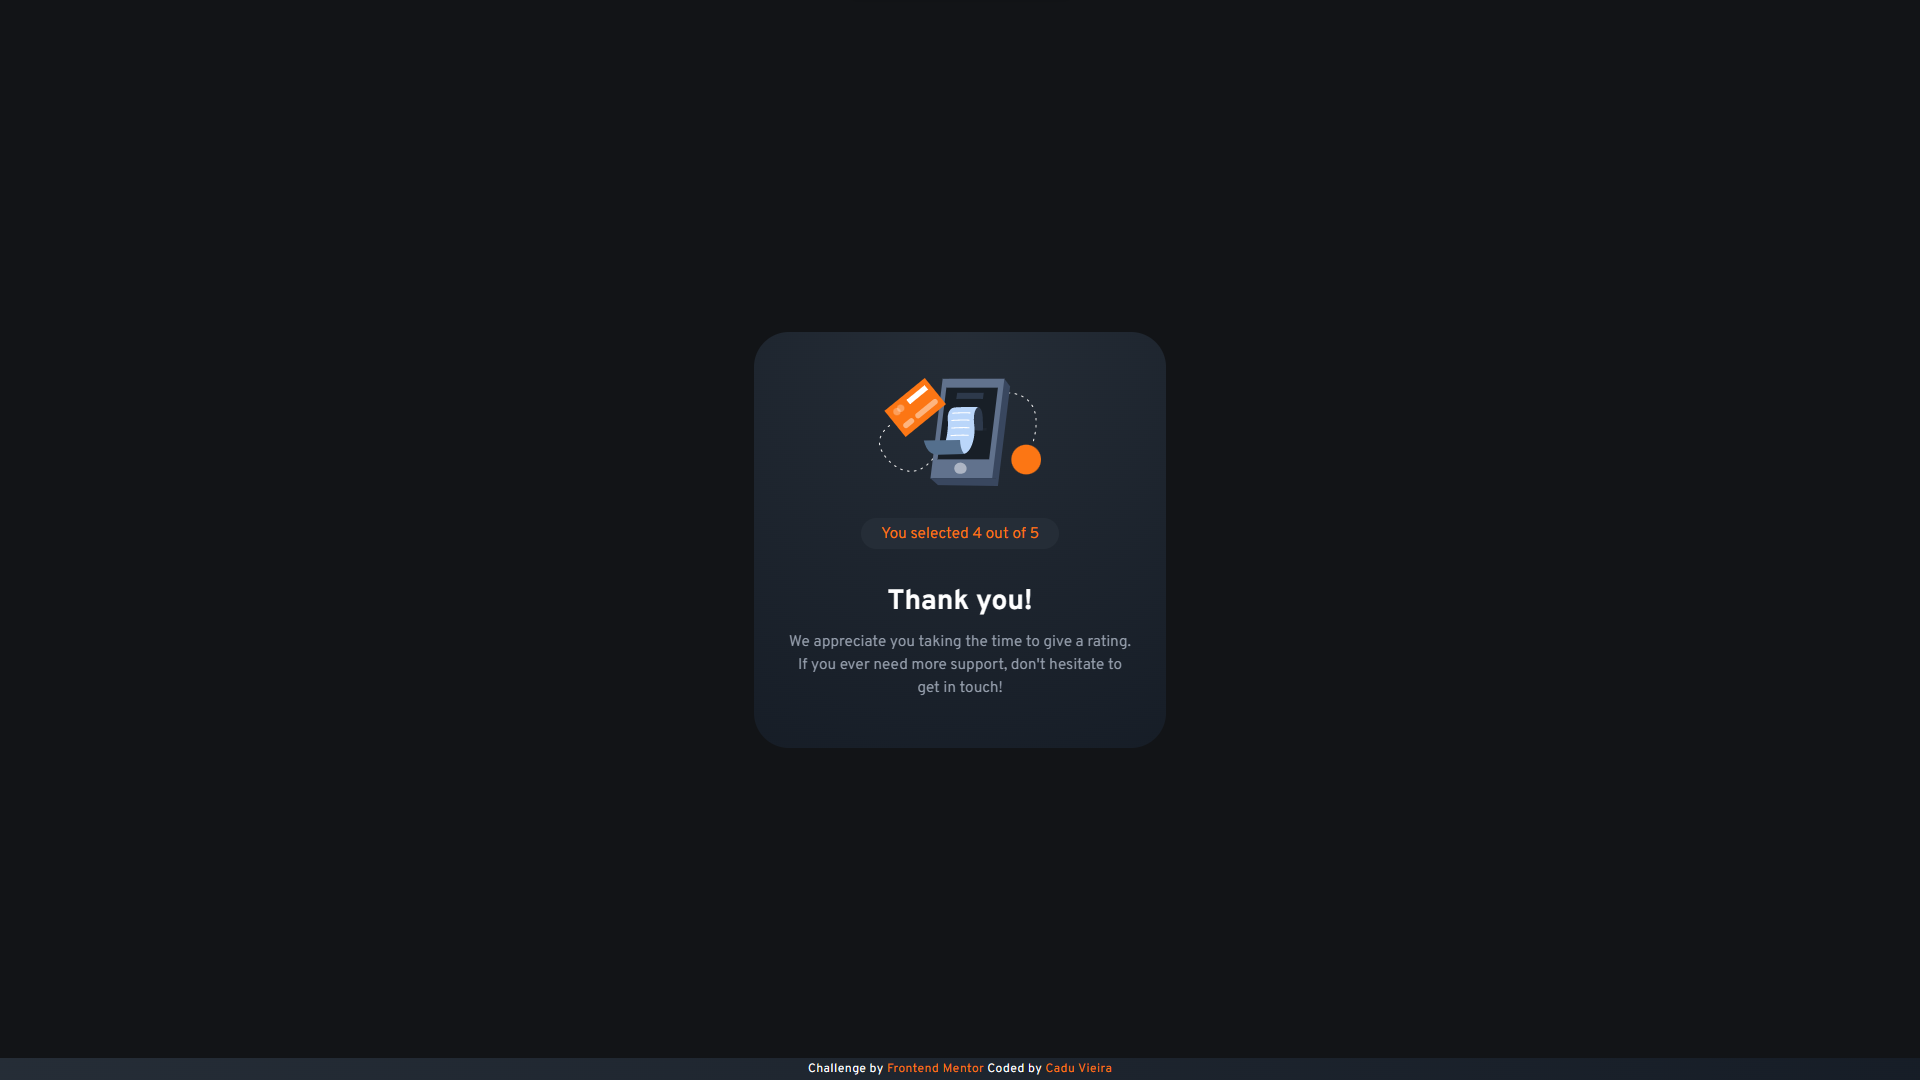 You selected 4 out of 5
Thank you!
We appreciate you taking the time to give a rating.
If you ever need more support, don't hesitate to
get in touch!
Challenge by Frontend Mentor Coded by Cadu Vieira